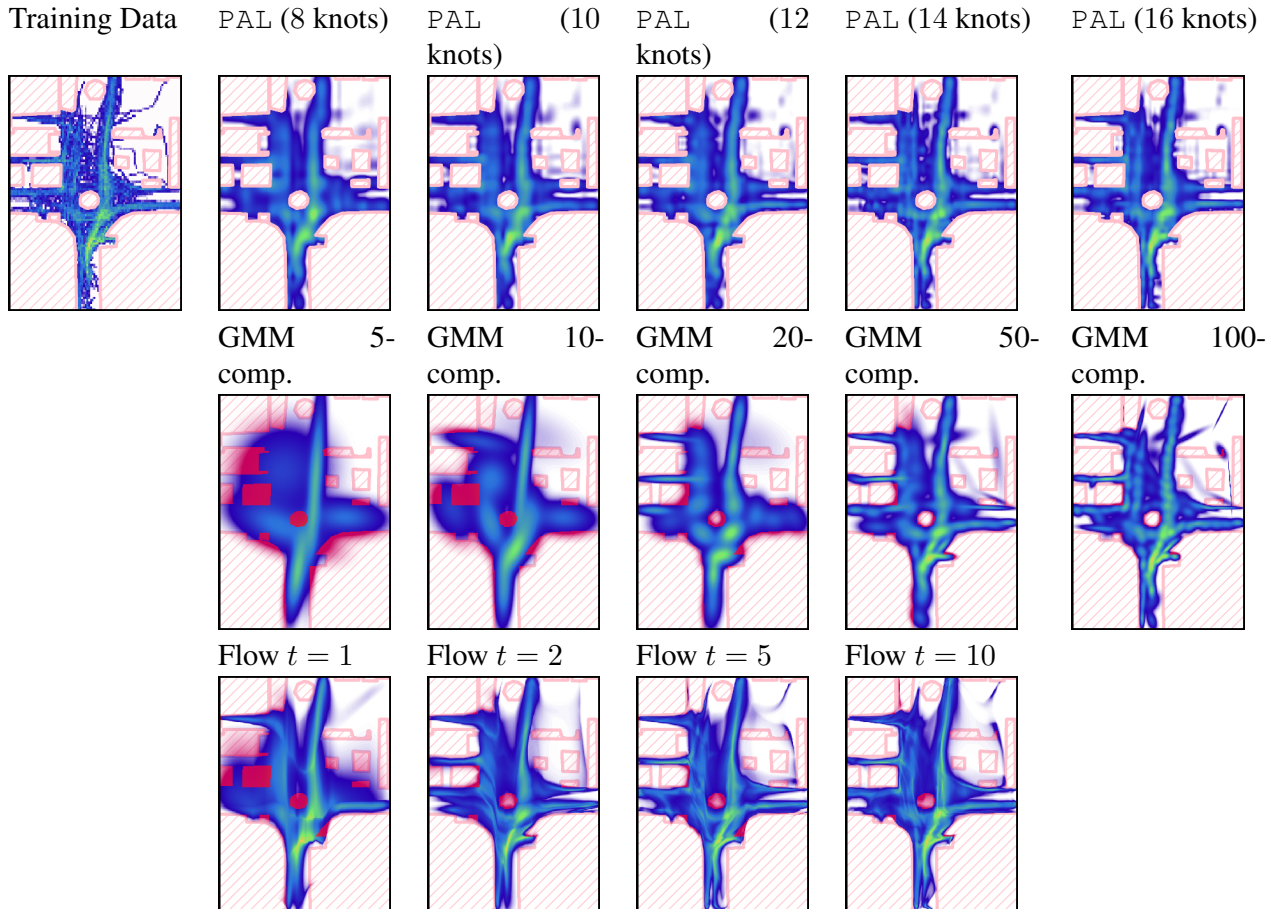 Training Data PAL (8 knots) PAL (10 PAL (12 PAL (14 knots) PAL (16 knots)
knots) knots)
GMM 5- GMM 10- GMM 20- GMM 50- GMM 100-
comp. comp. comp. comp. comp.
Flow t = 1 Flow t = 2 Flow t = 5 Flow t = 10